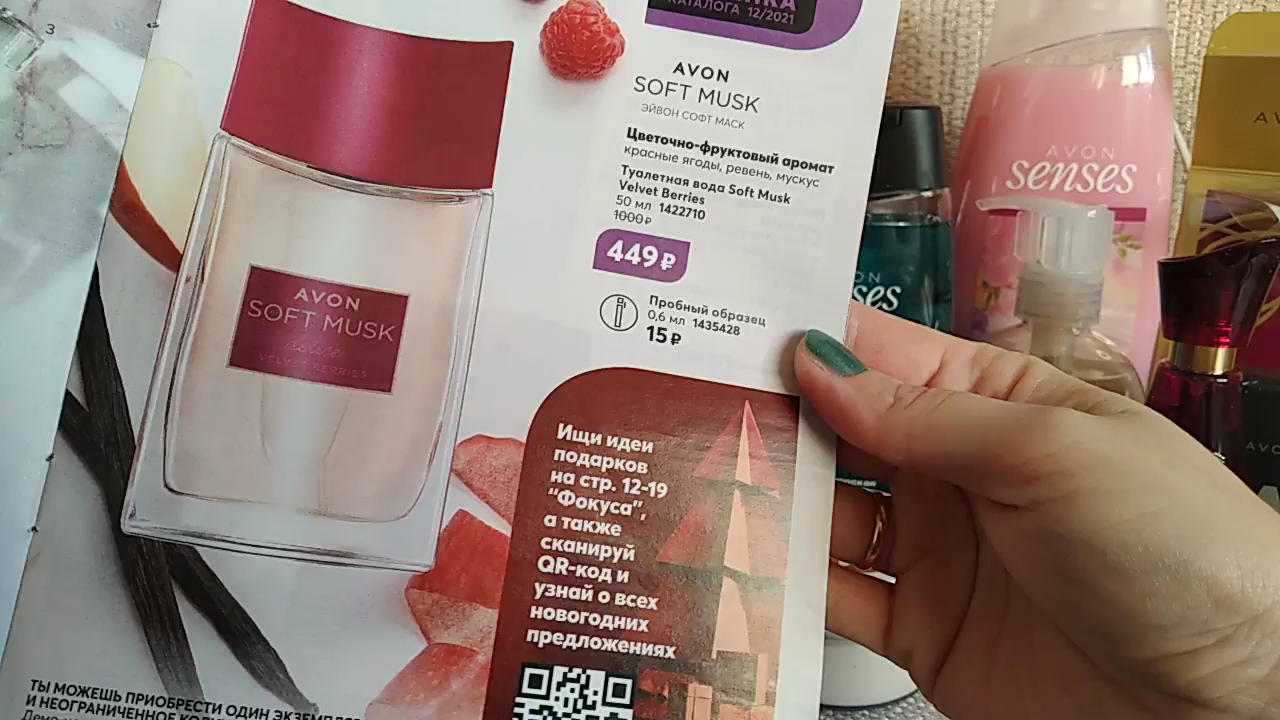 3
КАТАЛОГА 12/2021
AVON
SOFT MUSK
ЭЙВОН СОФТ МАСК
Цветочно-фруктовый аромат
красные ягоды, ревень, мускус
Туалетная вода Soft Musk
Velvet Berries
50 мл 1422710
1000 ₽
449 ₽
Пробный образец
0,6 мл 1435428
15 ₽
AVON
SOFT MUSK
VELVET BERRIES
Ищи идеи
подарков
на стр. 12-19
"Фокуса",
а также
сканируй
QR-код и
узнай о всех
новогодних
предложениях
ТЫ МОЖЕШЬ ПРИОБРЕСТИ ОДИН ЭКЗЕМПЛЯР
И НЕОГРАНИЧЕННОЕ
AVON
senses